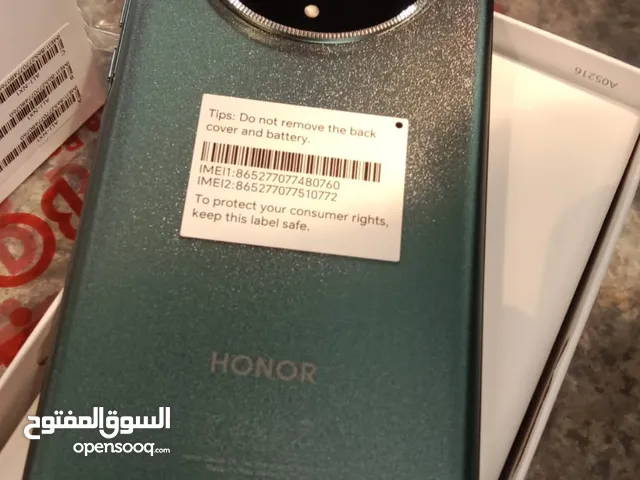 A05216
Tips: Do not remove the back
cover and battery.
IMEI1:865277077480760
IMEI2:865277077510772
To protect your consumer rights,
keep this label safe.
HONOR
السوق المفتوح
opensooq.com